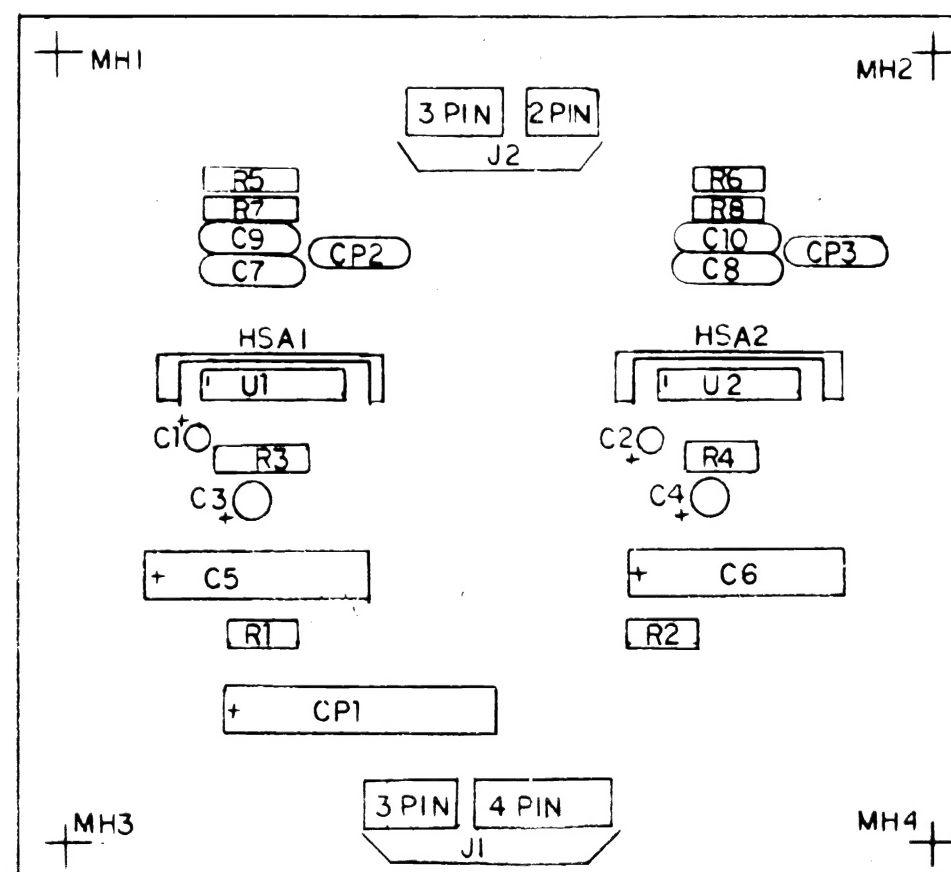 MH1
MH2
3 PIN 2 PIN
J2
R5
R6
R7
R8
C9
C10
CP2
CP3
C7
C8
HSA1
HSA2
U1
U2
+
C1
C2
+
R3
R4
C3
+
C4
+
+ C5
+ C6
R1
R2
+ CP1
3 PIN 4 PIN
MH3
MH4
J1